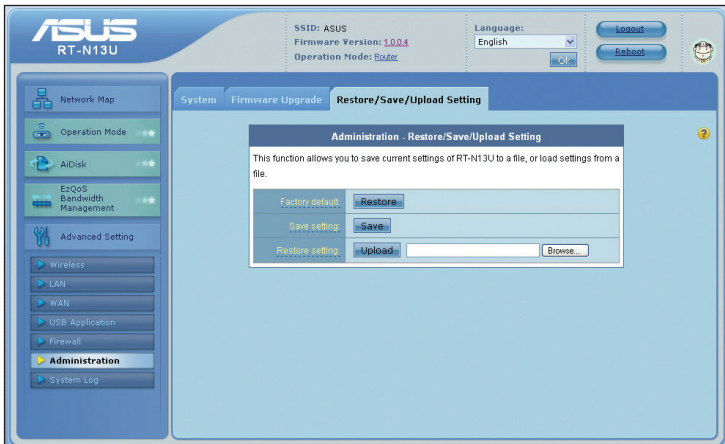 ASUS
RT-N13U
SSID: ASUS
Firmware Version: 1.0.0.4
Operation Mode: Router
Language:
English
Ok
Logout
Reboot
Network Map
Operation Mode
AiDisk
EzQoS
Bandwidth
Management
Advanced Setting
Wireless
LAN
WAN
USB Application
Firewall
Administration
System Log
System Firmware Upgrade Restore/Save/Upload Setting
Administration - Restore/Save/Upload Setting
This function allows you to save current settings of RT-N13U to a file, or load settings from a
file.
Factory default: Restore
Save setting: Save
Restore setting: Upload Browse...
?